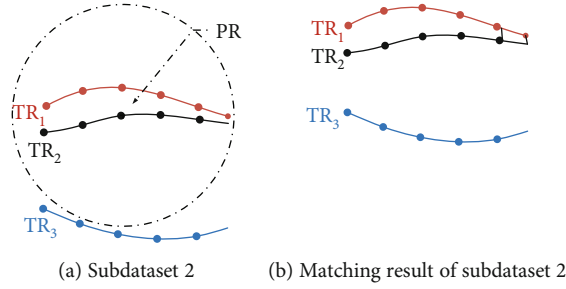 PR
TR1
TR2
TR3
(a) Subdataset 2
TR1
TR2
TR3
(b) Matching result of subdataset 2